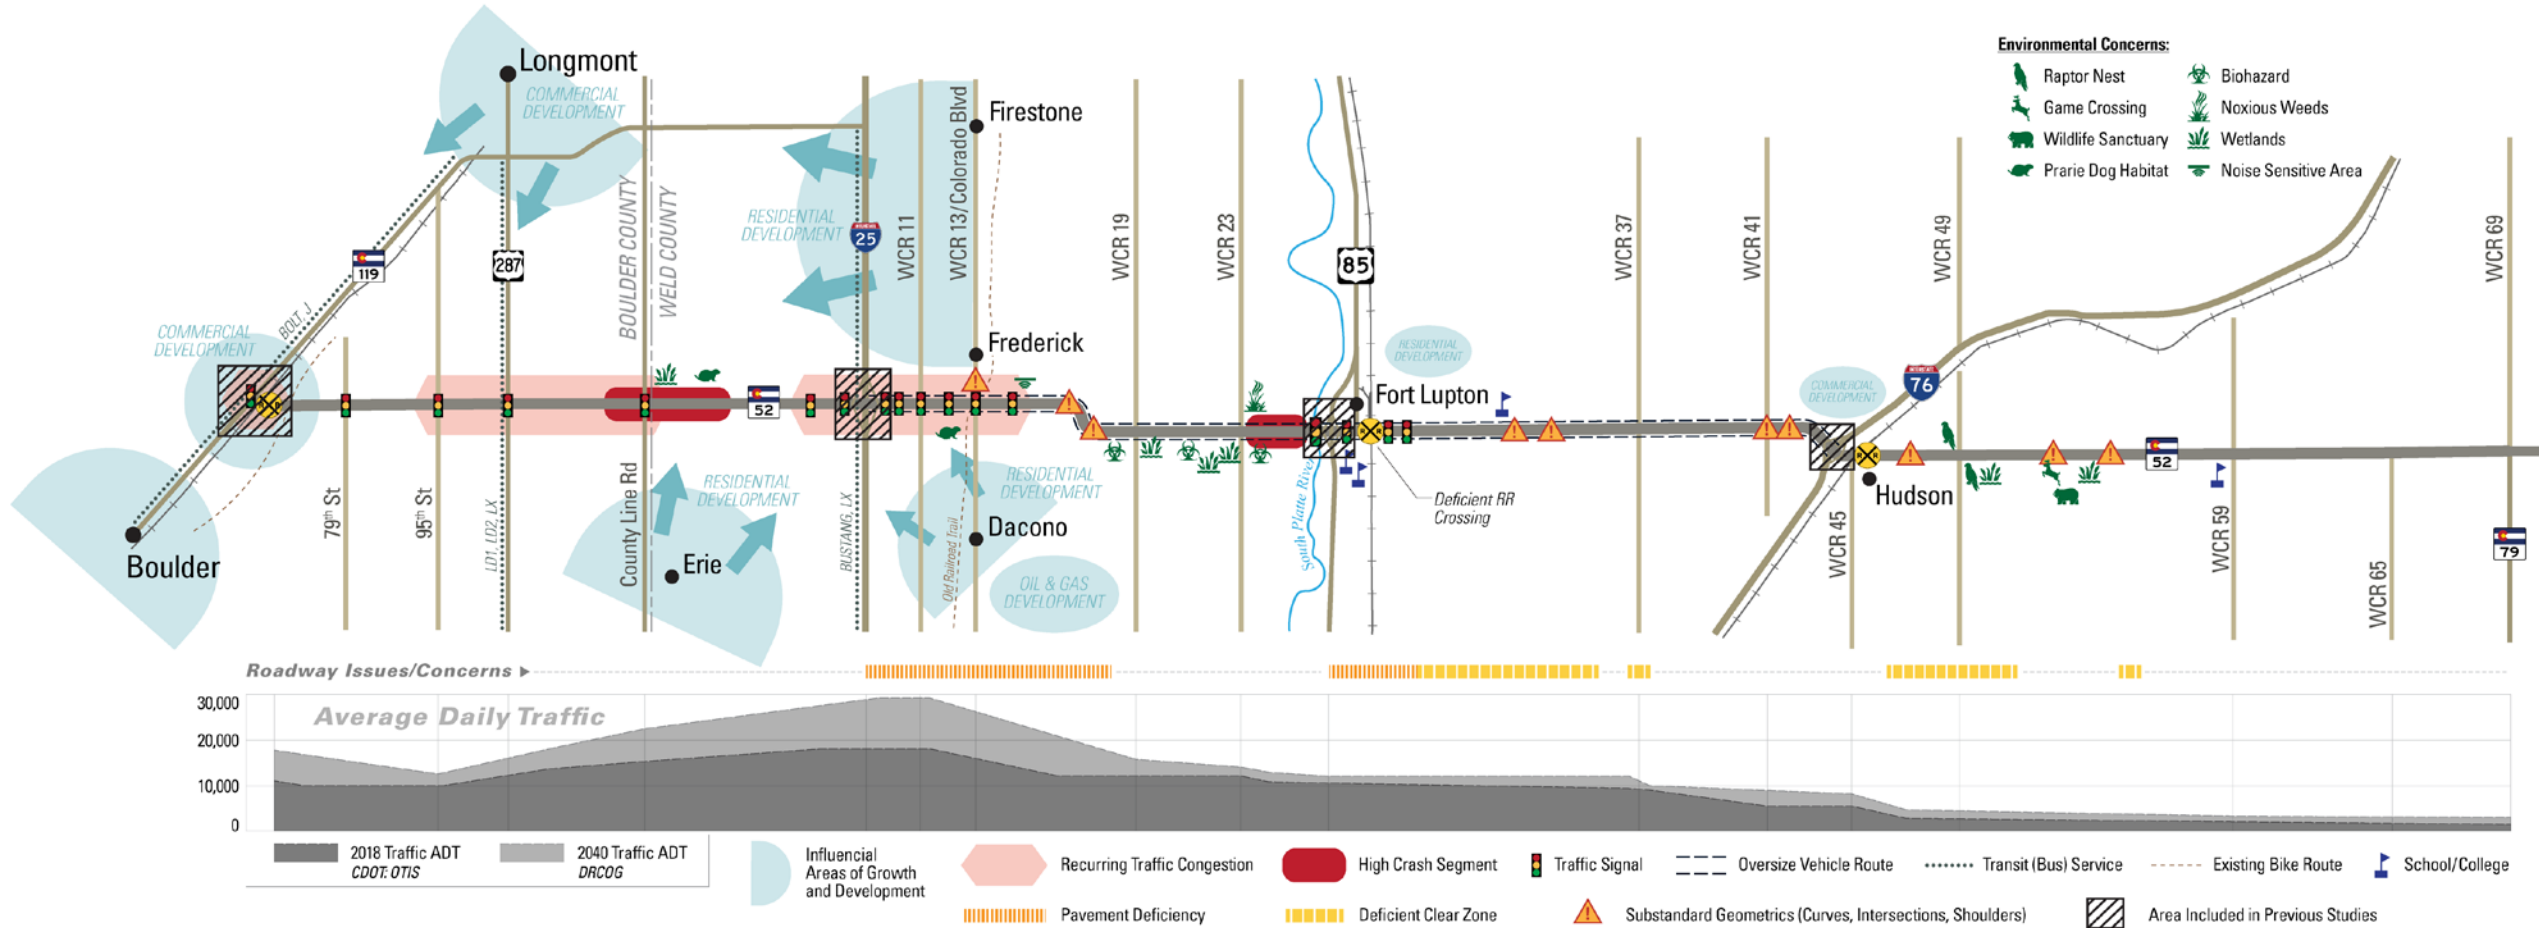 Environmental Concerns:
Raptor Nest
Biohazard
Game Crossing
Noxious Weeds
Wildlife Sanctuary
Wetlands
Prarie Dog Habitat
Noise Sensitive Area
Longmont
COMMERCIAL
DEVELOPMENT
Firestone
BOULDER COUNTY
WELD COUNTY
RESIDENTIAL
DEVELOPMENT
INTERSTATE
25
WCR 11
WCR 13/Colorado Blvd
WCR 19
WCR 23
85
WCR 37
WCR 41
WCR 49
WCR 69
119
287
BOLT, J
COMMERCIAL
DEVELOPMENT
Frederick
RESIDENTIAL
DEVELOPMENT
COMMERCIAL
DEVELOPMENT
INTERSTATE
76
52
Fort Lupton
52
Hudson
79th St
95th St
LD1, LD2, LX
County Line Rd
RESIDENTIAL
DEVELOPMENT
BUSTANG, LX
RESIDENTIAL
DEVELOPMENT
Old Railroad Trail
Dacono
South Platte River
Deficient RR
Crossing
WCR 45
WCR 59
WCR 65
79
Boulder
Erie
OIL & GAS
DEVELOPMENT
Roadway Issues/Concerns
Average Daily Traffic
30,000
20,000
10,000
0
2018 Traffic ADT
CDOT: OTIS
2040 Traffic ADT
DRCOG
Influencial
Areas of Growth
and Development
Recurring Traffic Congestion
High Crash Segment
Traffic Signal
Oversize Vehicle Route
Transit (Bus) Service
Existing Bike Route
School/College
Pavement Deficiency
Deficient Clear Zone
Substandard Geometrics (Curves, Intersections, Shoulders)
Area Included in Previous Studies